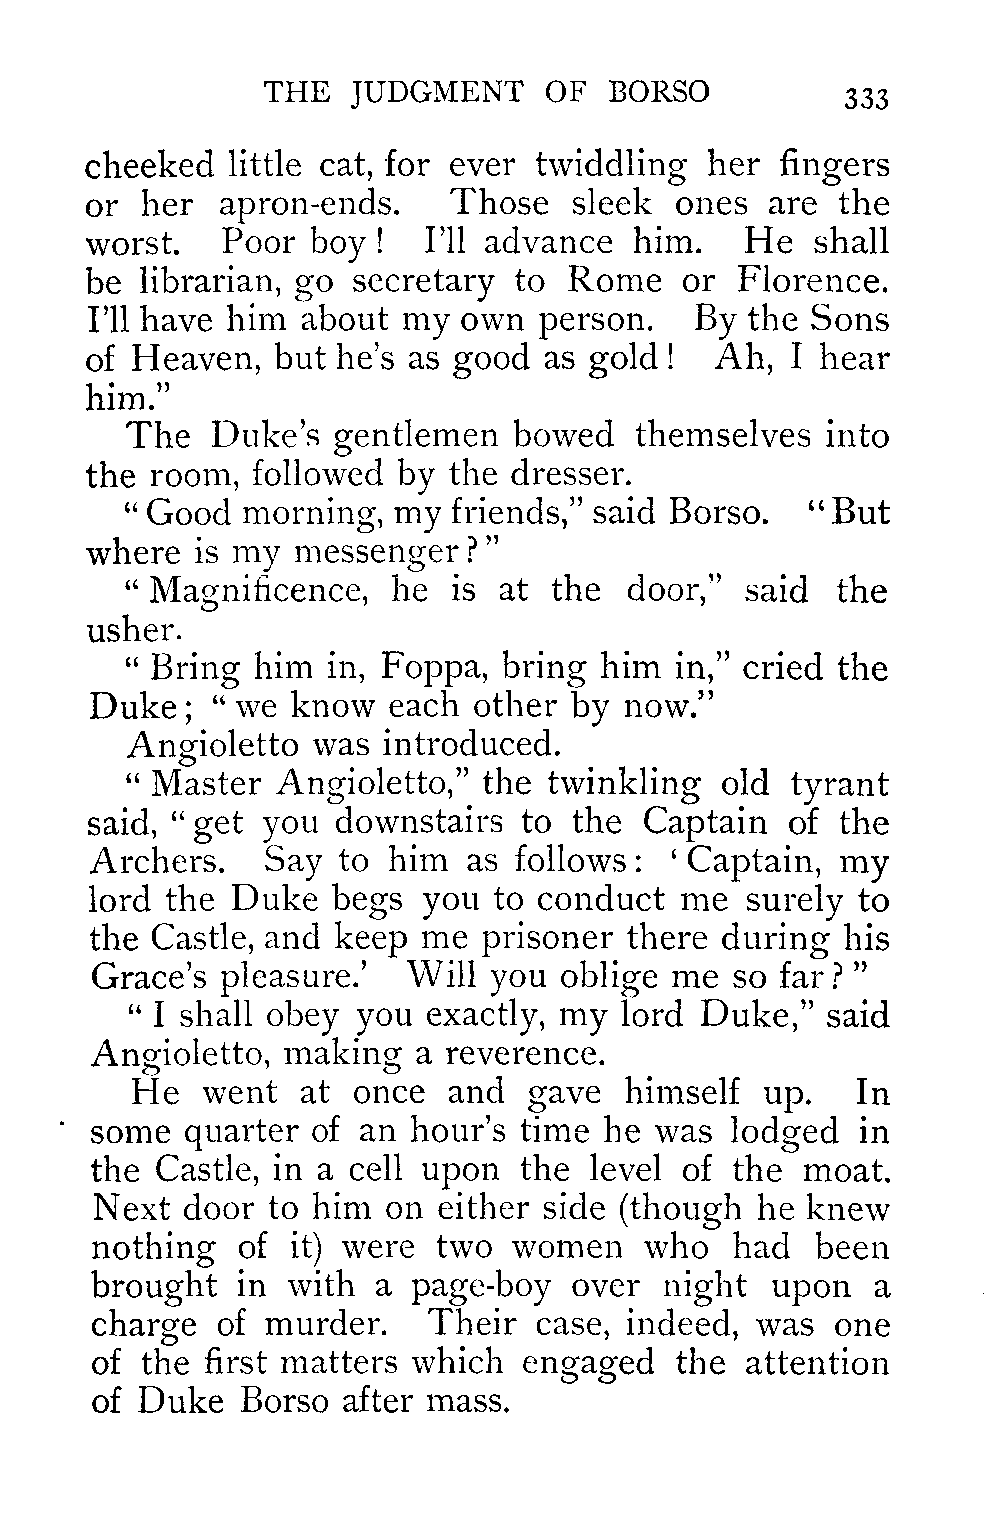 THE JUDGMENT OF BORSO 333
cheeked little cat, for ever twiddling her fingers
or her apron-ends. Those sleek ones are the
worst. Poor boy! I'll advance him. He shall
be librarian, go secretary to Rome or Florence.
I'll have him about my own person. By the Sons
of Heaven, but he's as good as gold! Ah, I hear
him."
The Duke's gentlemen bowed themselves into
the room, followed by the dresser.
"Good morning, my friends," said Borso. "But
where is my messenger?"
"Magnificence, he is at the door," said the
usher.
"Bring him in, Foppa, bring him in," cried the
Duke; "we know each other by now."
Angioletto was introduced.
"Master Angioletto," the twinkling old tyrant
said, "get you downstairs to the Captain of the
Archers. Say to him as follows: 'Captain, my
lord the Duke begs you to conduct me surely to
the Castle, and keep me prisoner there during his
Grace's pleasure.' Will you oblige me so far?"
"I shall obey you exactly, my lord Duke," said
Angioletto, making a reverence.
He went at once and gave himself up. In
some quarter of an hour's time he was lodged in
the Castle, in a cell upon the level of the moat.
Next door to him on either side (though he knew
nothing of it) were two women who had been
brought in with a page-boy over night upon a
charge of murder. Their case, indeed, was one
of the first matters which engaged the attention
of Duke Borso after mass.